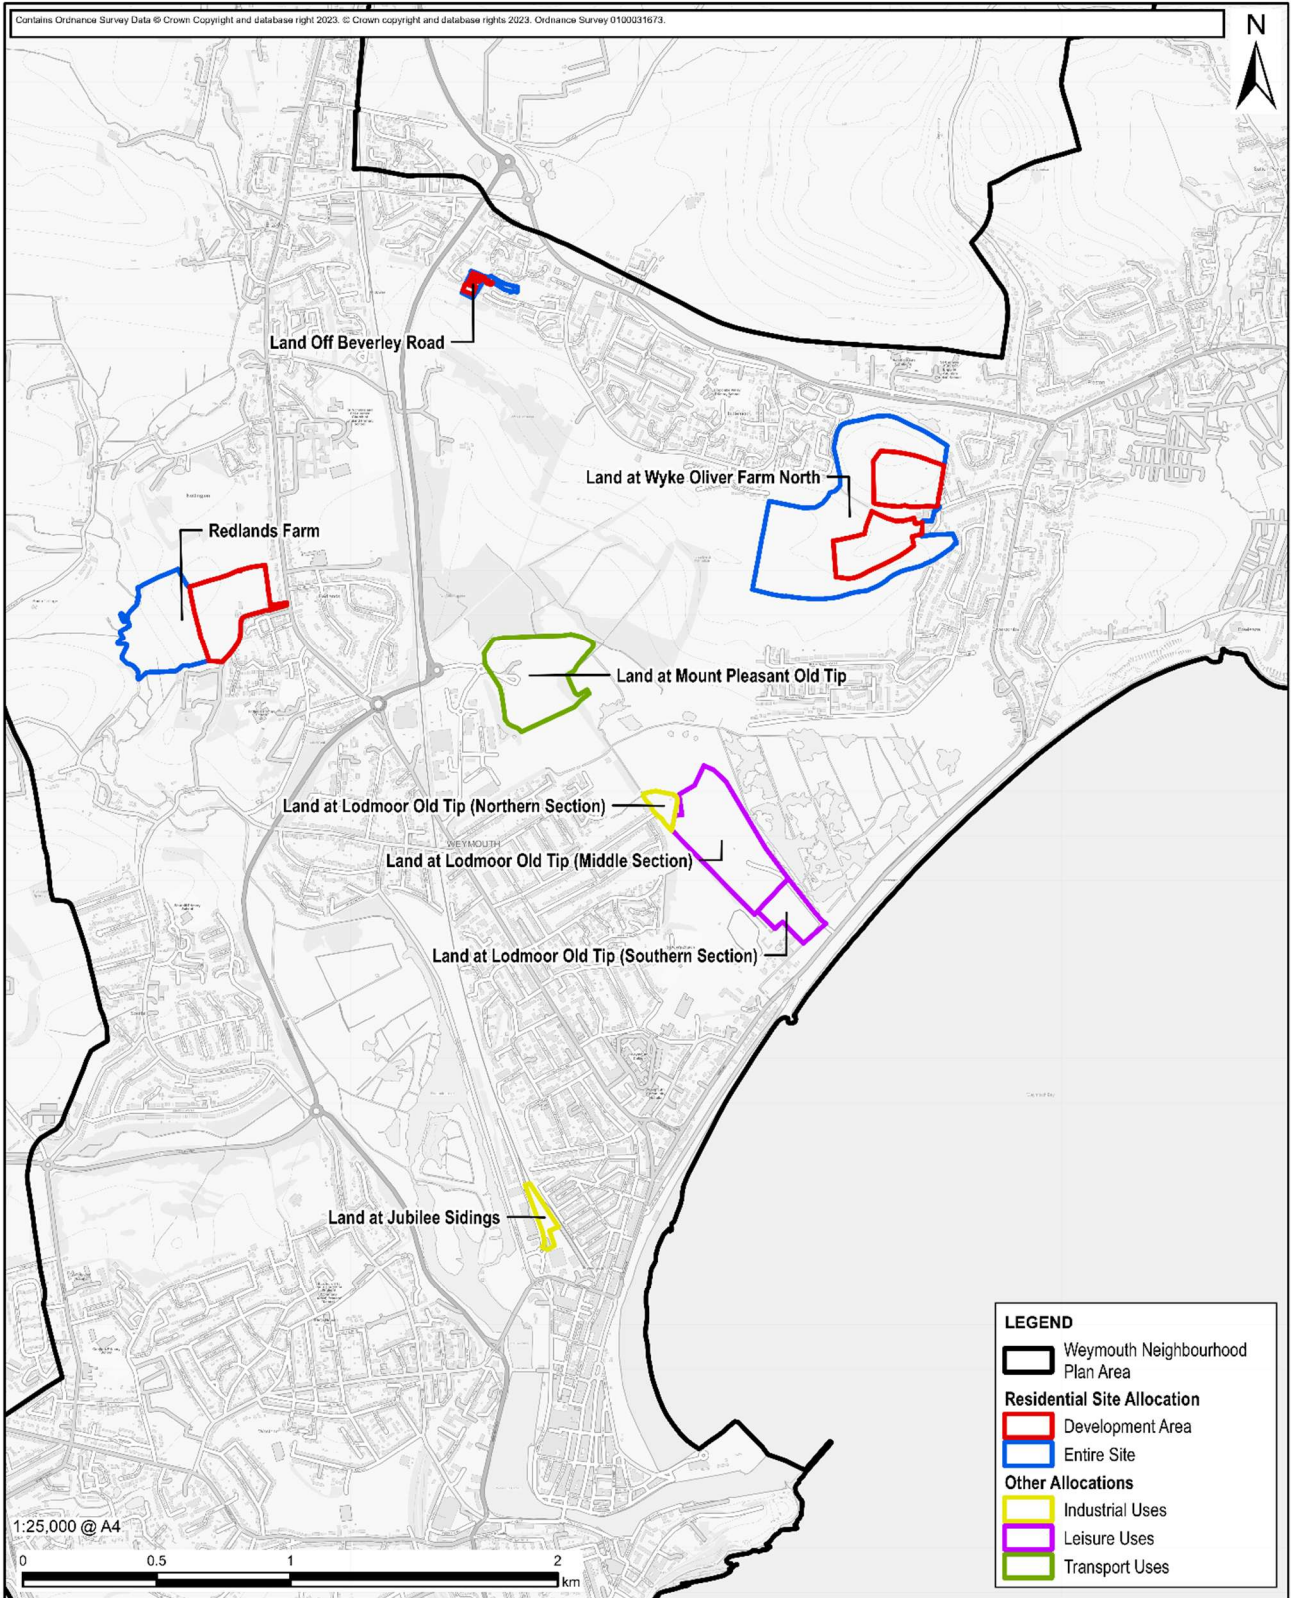 Contains Ordnance Survey Data © Crown Copyright and database right 2023. © Crown copyright and database rights 2023. Ordnance Survey 0100031673.
N
Land Off Beverley Road
Land at Wyke Oliver Farm North
Redlands Farm
Land at Mount Pleasant Old Tip
Land at Lodmoor Old Tip (Northern Section)
WEYMOUTH
Land at Lodmoor Old Tip (Middle Section)
Land at Lodmoor Old Tip (Southern Section)
Land at Jubilee Sidings
LEGEND
Weymouth Neighbourhood
Plan Area
Residential Site Allocation
Development Area
Entire Site
Other Allocations
Industrial Uses
Leisure Uses
Transport Uses
1:25,000 @ A4
0 0.5 1 2
km